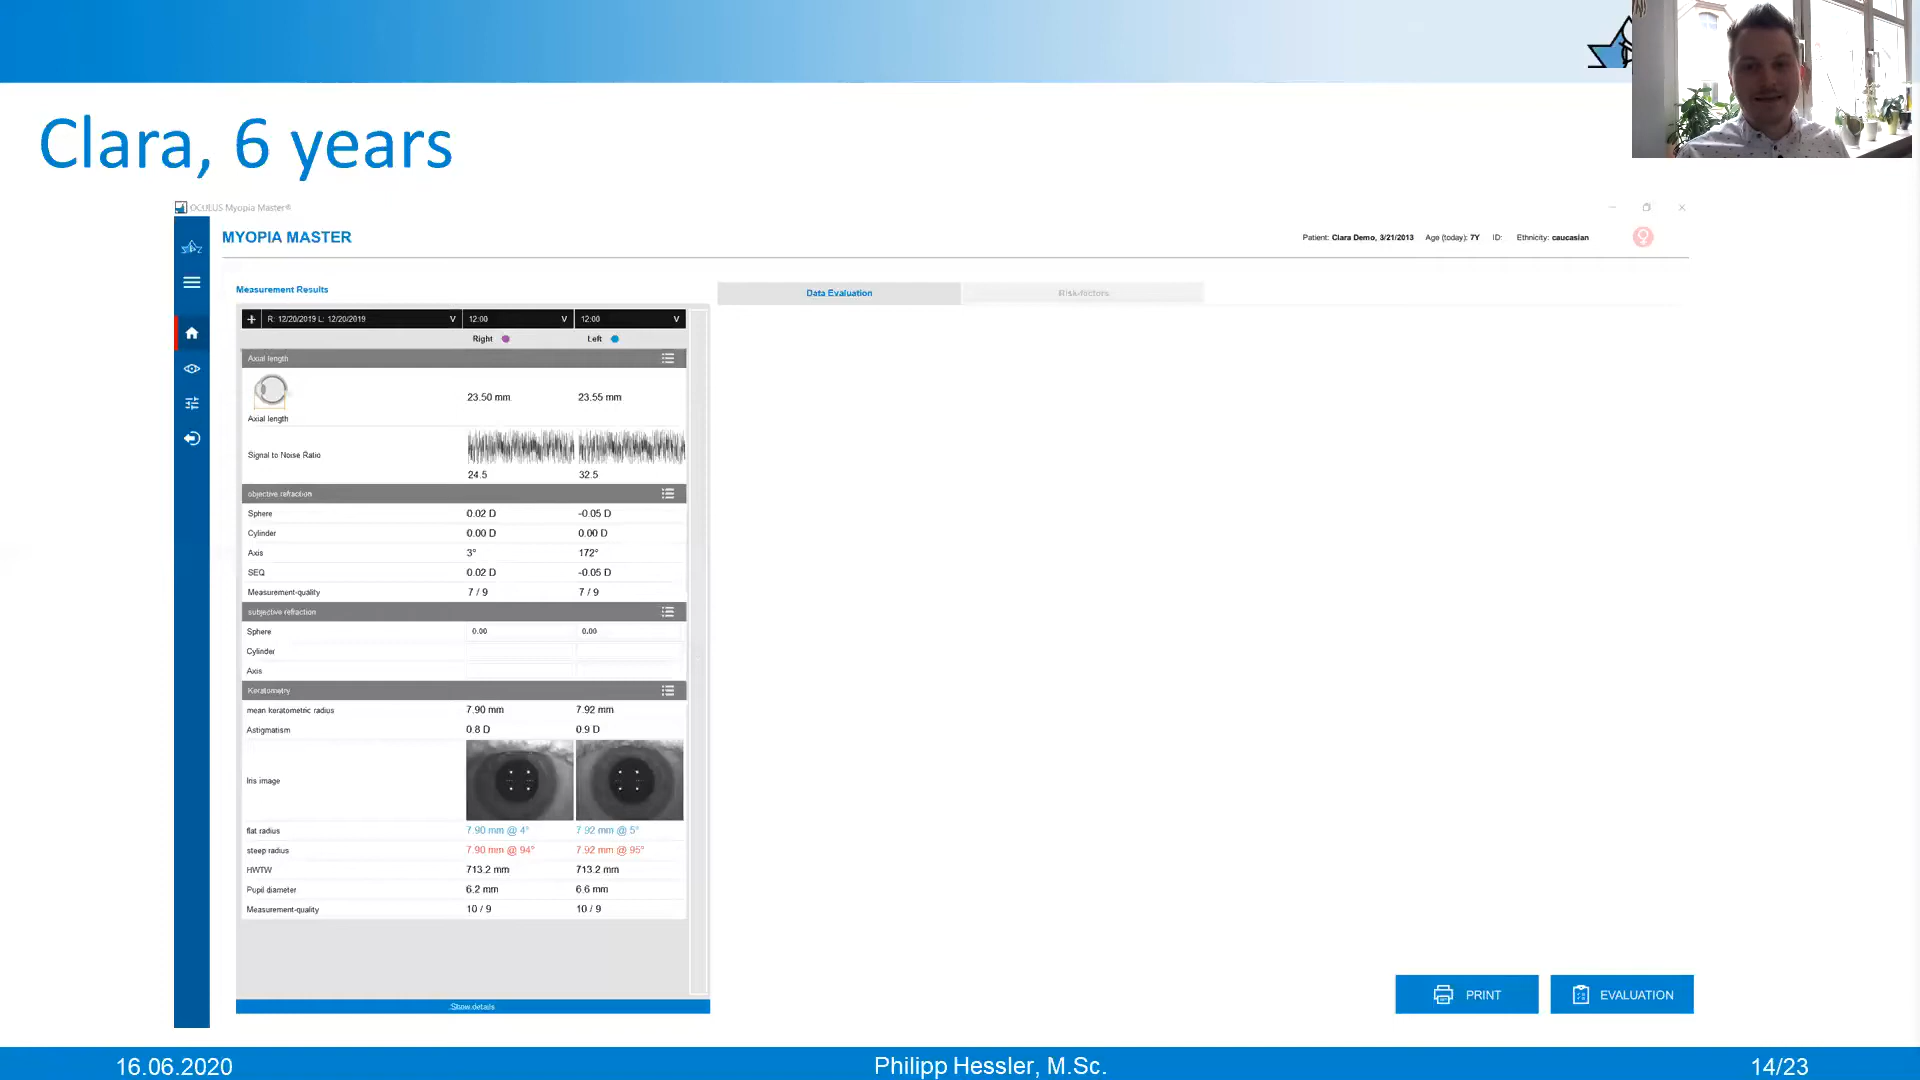 Clara, 6 years
OCULUS Myopia Master®
MYOPIA MASTER
Patient: Clara Demo, 3/21/2013 Age (today): 7Y ID: Ethnicity: caucasian
Measurement Results
Data Evaluation
Risk-factors
+ R: 12/20/2019 L: 12/20/2019 V 12:00 V 12:00 V
Right Left
Axial length
23.50 mm 23.55 mm
Axial length
Signal to Noise Ratio
24.5 32.5
objective refraction
Sphere 0.02 D -0.05 D
Cylinder 0.00 D 0.00 D
Axis 3° 172°
SEQ 0.02 D -0.05 D
Measurement-quality 7 / 9 7 / 9
subjective refraction
Sphere 0.00 0.00
Cylinder
Axis
Keratometry
mean keratometric radius 7.90 mm 7.92 mm
Astigmatism 0.8 D 0.9 D
Iris image
flat radius 7.90 mm @ 4° 7.92 mm @ 5°
steep radius 7.90 mm @ 94° 7.92 mm @ 95°
HWTW 713.2 mm 713.2 mm
Pupil diameter 6.2 mm 6.6 mm
Measurement-quality 10 / 9 10 / 9
Show details
PRINT
EVALUATION
16.06.2020
Philipp Hessler, M.Sc.
14/23